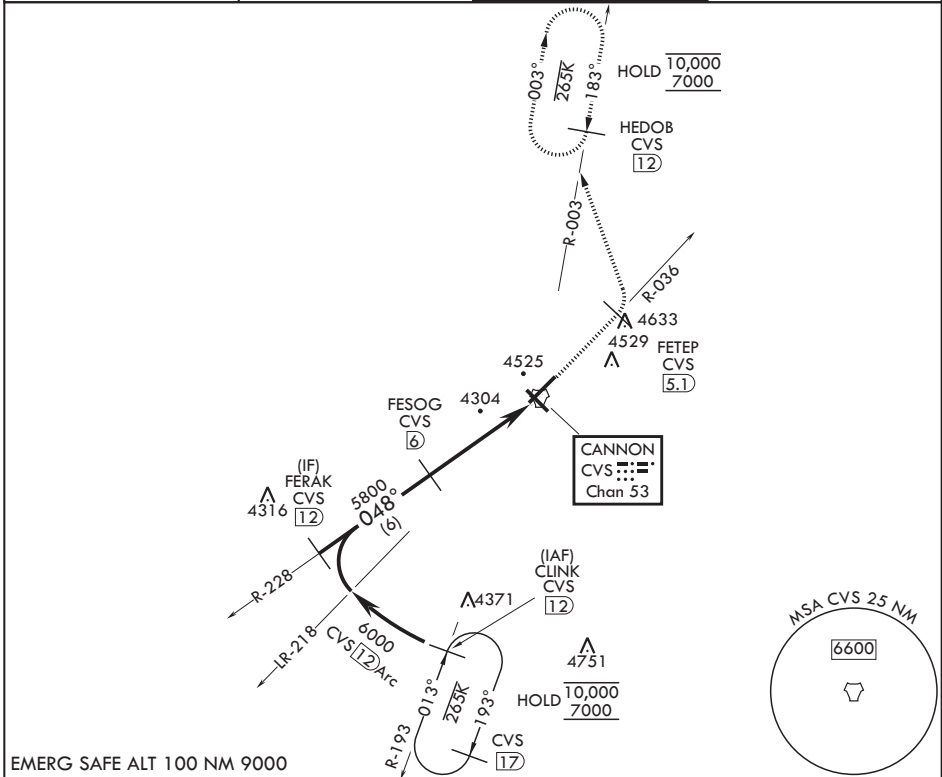 003°
265K
183°
HOLD 10,000
7000
HEDOB
CVS
12
R-003
R-036
4633
4529
FETEP
CVS
5.1
4525
4304
FESOG
CVS
6
CANNON
CVS
Chan 53
(IF)
FERAK
CVS
12
4316
5800
048°
(6)
R-228
LR-218
6000
CVS 12 Arc
(IAF)
CLINK
CVS
12
4371
4751
HOLD 10,000
7000
013°
265K
193°
R-193
CVS
17
MSA CVS 25 NM
6600
EMERG SAFE ALT 100 NM 9000